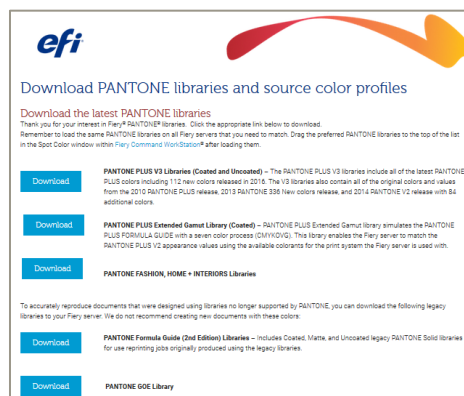 efi
Download PANTONE libraries and source color profiles
Download the latest PANTONE libraries
Thank you for your interest in Fiery® PANTONE® libraries. Click the appropriate link below to download.
Remember to load the same PANTONE libraries on all Fiery servers that you need to match. Drag the preferred PANTONE libraries to the top of the list
in the Spot Color window within Fiery Command WorkStation® after loading them.
Download
PANTONE PLUS V3 Libraries (Coated and Uncoated) – The PANTONE PLUS V3 libraries include all of the latest PANTONE
PLUS colors including 112 new colors released in 2016. The V3 libraries also contain all of the original colors and values
from the 2010 PANTONE PLUS, 2013 PANTONE 336 New colors release, and 2014 PANTONE V2 release with 84
additional colors.
Download
PANTONE PLUS Extended Gamut Library (Coated) – PANTONE PLUS Extended Gamut library simulates the PANTONE
PLUS FORMULA GUIDE with a seven color process (CMYKOVG). This library enables the Fiery server to match the
PANTONE PLUS V2 appearance values using the available colorants for the print system the Fiery server is used with.
Download
PANTONE FASHION, HOME + INTERIORS Libraries
To accurately reproduce documents that were designed using libraries no longer supported by PANTONE, you can download the following legacy
libraries to your Fiery server. We do not recommend creating new documents with these colors:
Download
PANTONE Formula Guide (2nd Edition) Libraries – Includes Coated, Matte, and Uncoated legacy PANTONE Solid libraries
for use reprinting jobs originally produced using the legacy libraries.
Download
PANTONE GOE Library